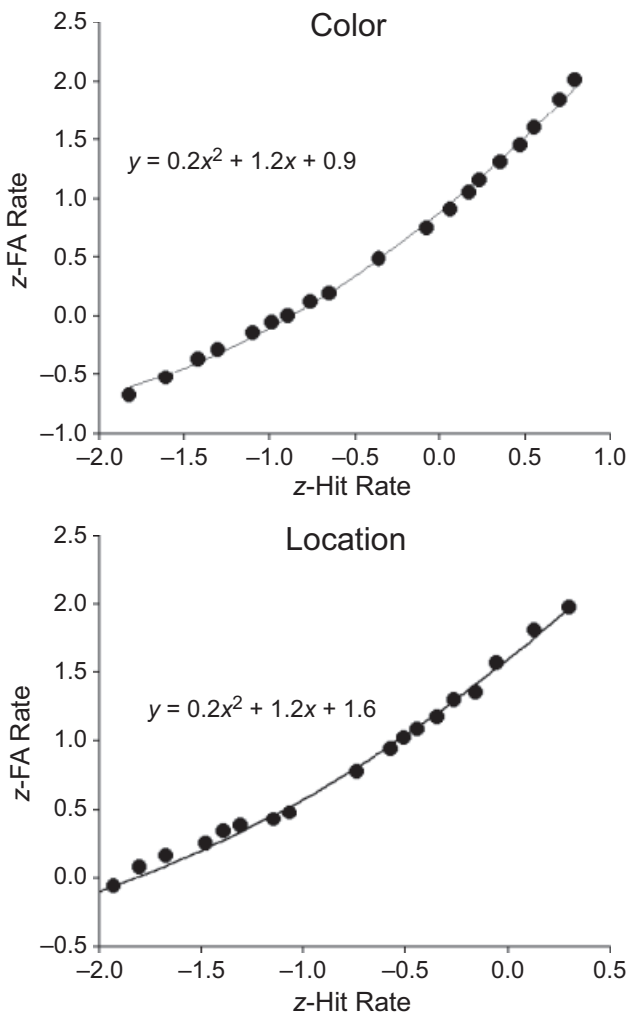 Color
2.5
2.0
1.5
1.0
0.5
0.0
–0.5
–1.0
z-FA Rate
y = 0.2x² + 1.2x + 0.9
–2.0 –1.5 –1.0 –0.5 0.0 0.5 1.0
z-Hit Rate
Location
2.5
2.0
1.5
1.0
0.5
0.0
–0.5
z-FA Rate
y = 0.2x² + 1.2x + 1.6
–2.0 –1.5 –1.0 –0.5 0.0 0.5
z-Hit Rate